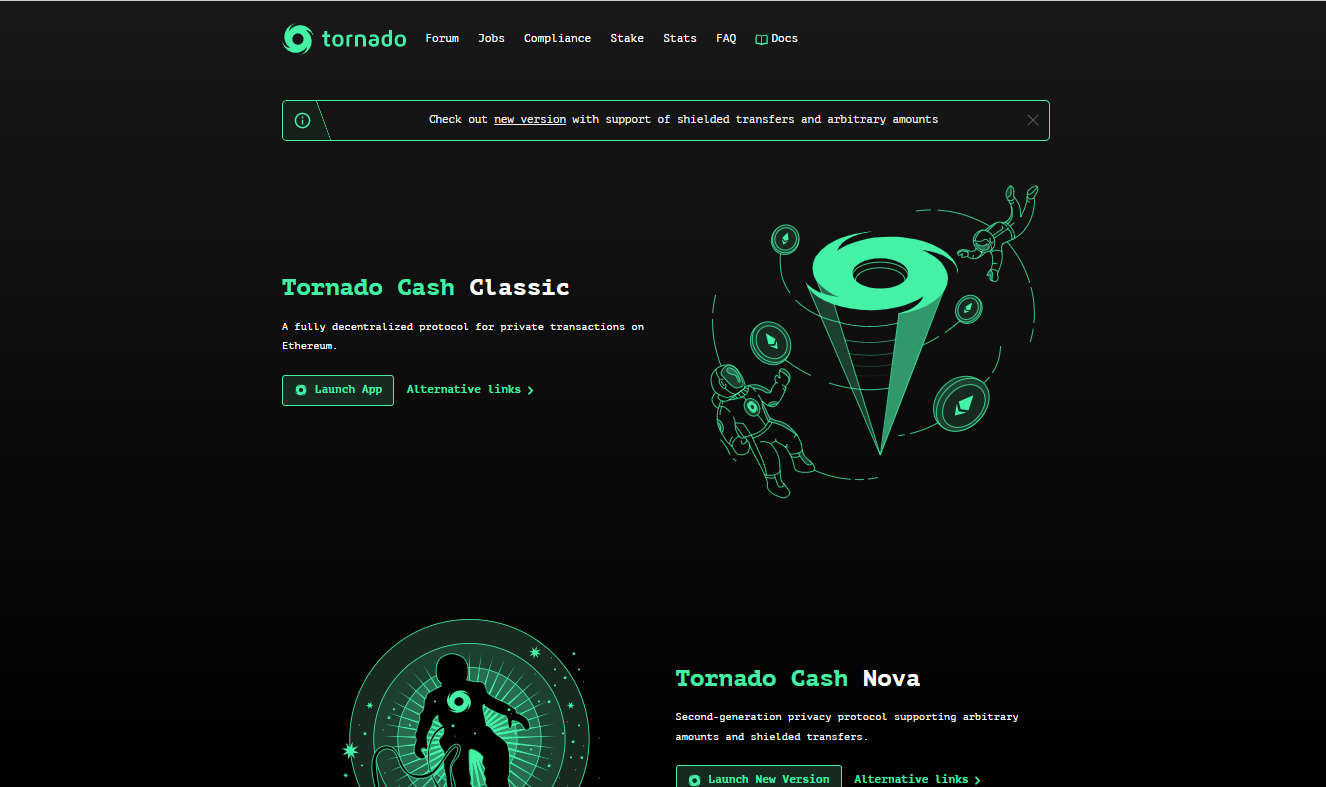 tornado Forum Jobs Compliance Stake Stats FAQ Docs
Check out new version with support of shielded transfers and arbitrary amounts
Tornado Cash Classic
A fully decentralized protocol for private transactions on
Ethereum.
Launch App Alternative links
Tornado Cash Nova
Second-generation privacy protocol supporting arbitrary
amounts and shielded transfers.
Launch New Version Alternative links